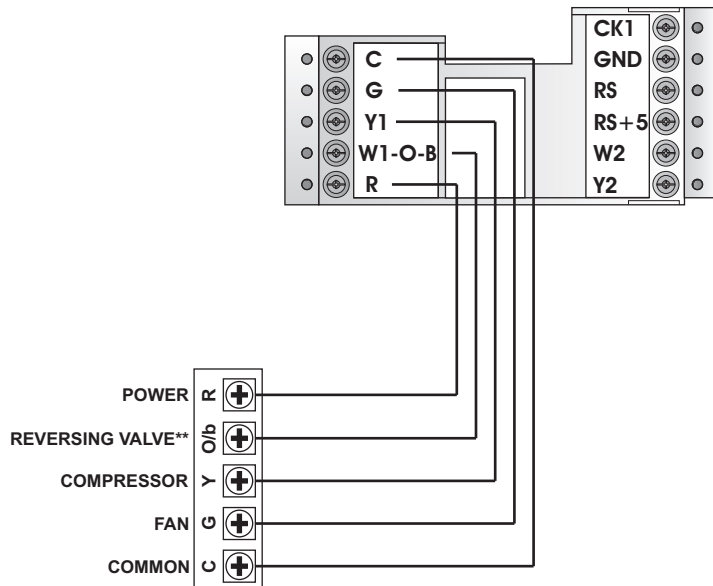 C
G
Y1
W1-O-B
R
CK1
GND
RS
RS+5
W2
Y2
POWER R
REVERSING VALVE** O/b
COMPRESSOR Y
FAN G
COMMON C